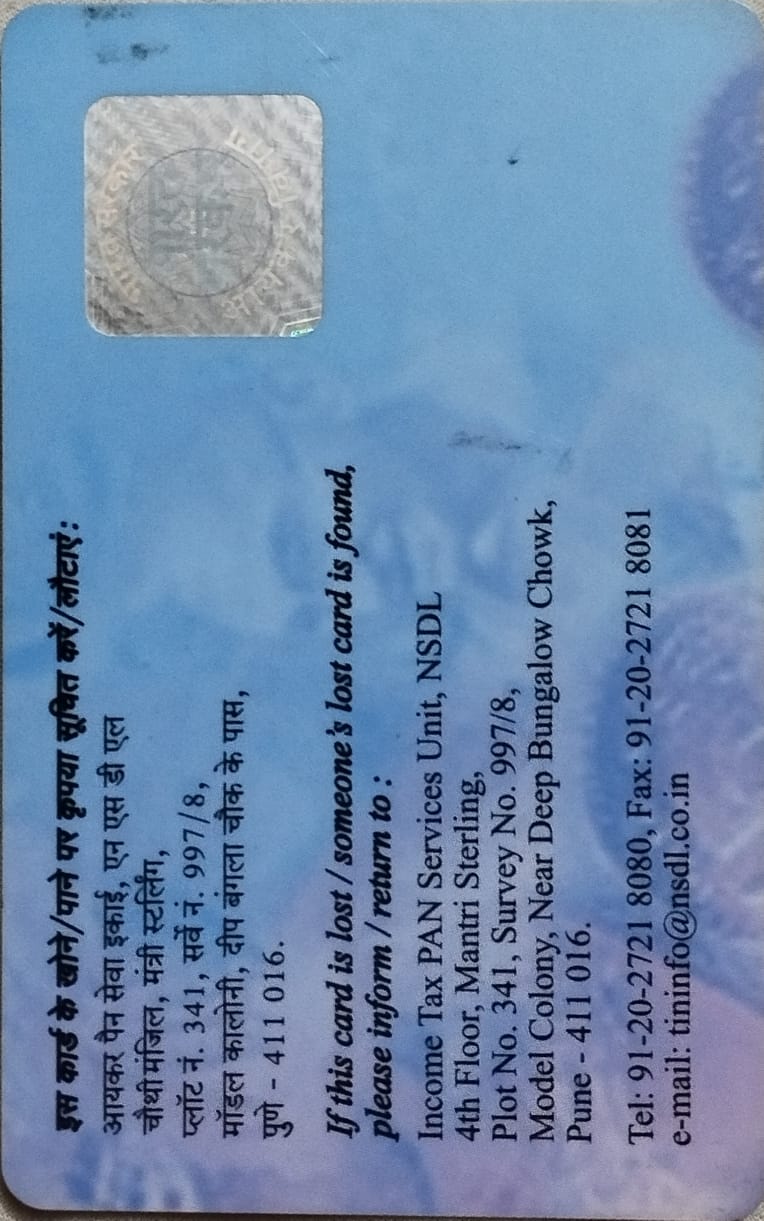 इस कार्ड के खोने/पाने पर कृपया सूचित करें/लौटाएं:
आयकर पैन सेवा इकाई, एन एस डी एल
चौथी मंजिल, मंत्री स्टर्लिंग,
प्लॉट नं. 341, सर्वे नं. 997/8,
मॉडल कालोनी, दीप बंगला चौक के पास,
पुणे - 411 016.
If this card is lost / someone's lost card is found,
please inform / return to :
Income Tax PAN Services Unit, NSDL
4th Floor, Mantri Sterling,
Plot No. 341, Survey No. 997/8,
Model Colony, Near Deep Bungalow Chowk,
Pune - 411 016.
Tel: 91-20-2721 8080, Fax: 91-20-2721 8081
e-mail: tininfo@nsdl.co.in